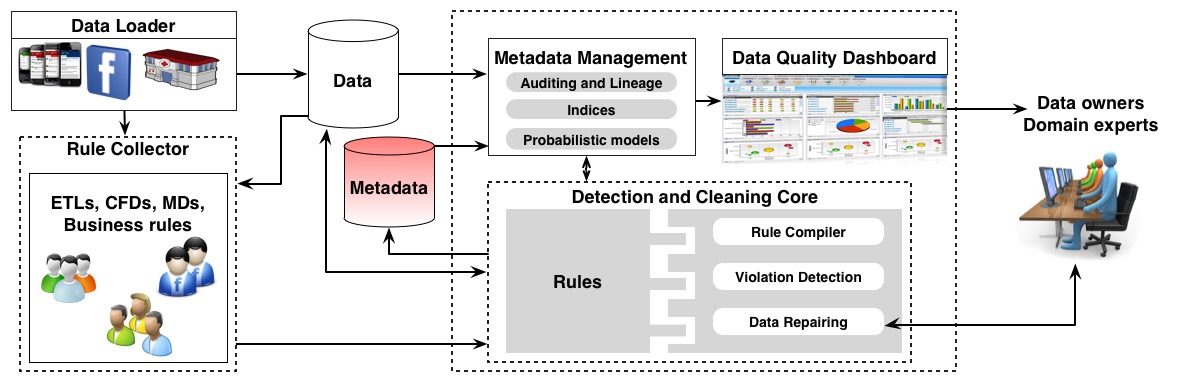 Data Loader
Rule Collector
ETLs, CFDs, MDs,
Business rules
Data
Metadata
Metadata Management
Auditing and Lineage
Indices
Probabilistic models
Data Quality Dashboard
Data owners
Domain experts
Detection and Cleaning Core
Rules
Rule Compiler
Violation Detection
Data Repairing